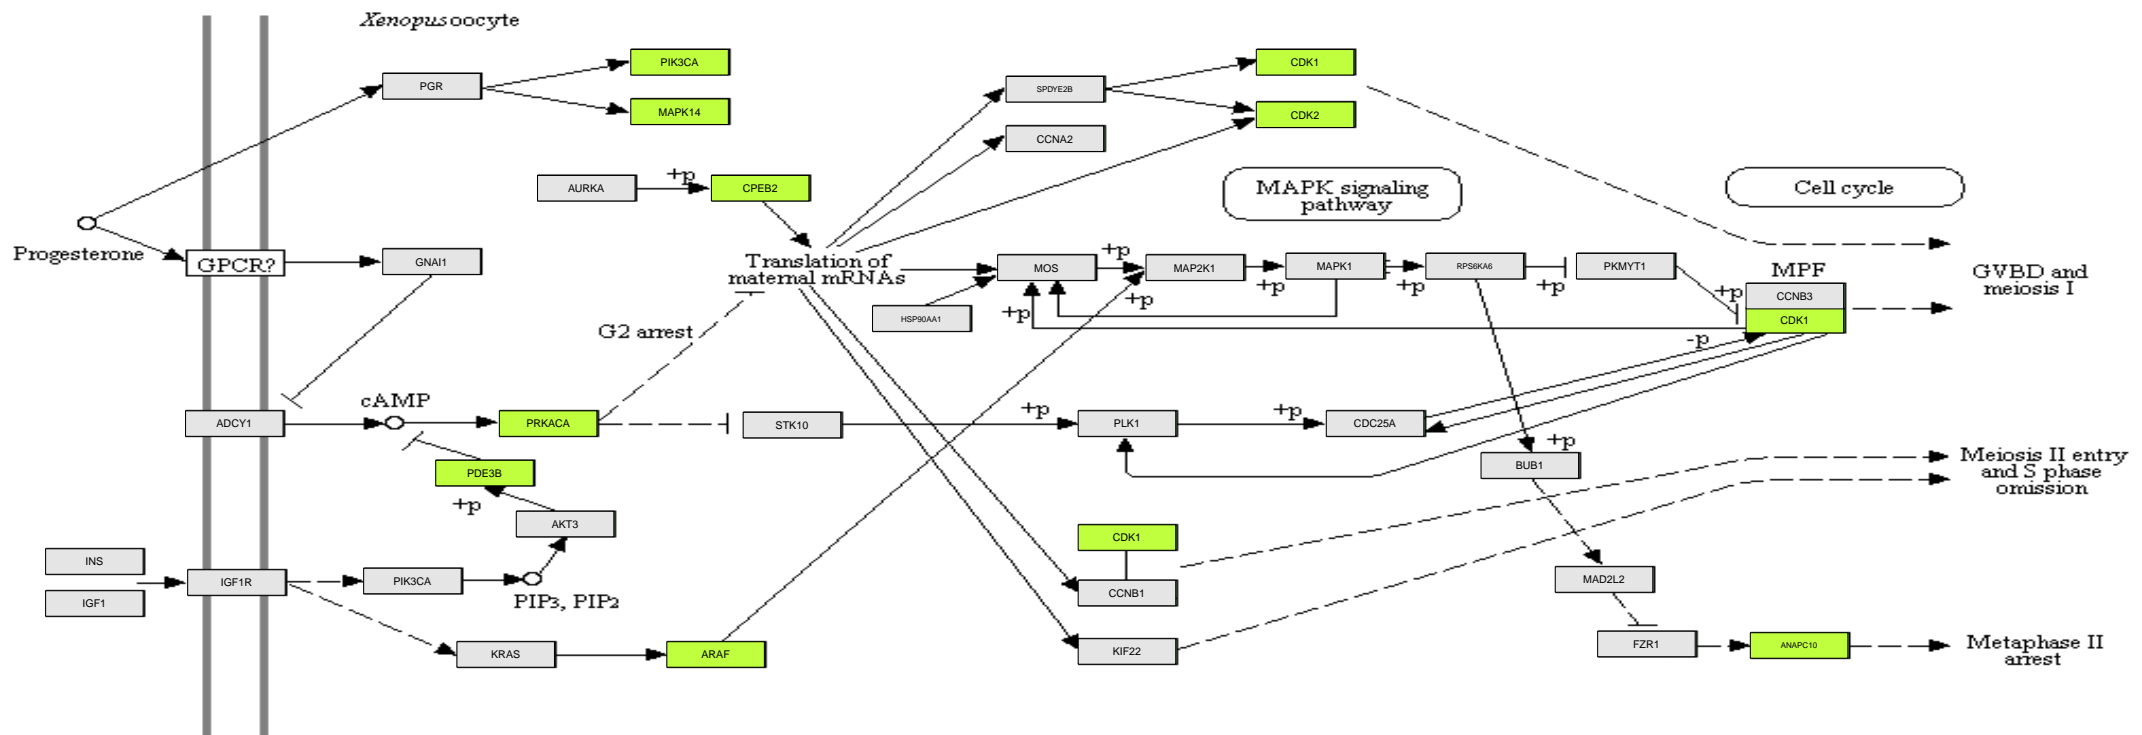 Xenopus oocyte
PIK3CA
CDK1
PGR
SPDYE2B
MAPK14
CDK2
CCNA2
AURKA
+p
CPEB2
MAPK signaling
pathway
Cell cycle
Progesterone
GPCR?
GNAI1
Translation of
maternal mRNAs
MOS
+p
MAP2K1
+p
MAPK1
+p
RPS6KA6
+p
PKMYT1
+p
MPF
CCNB3
CDK1
GVBD and
meiosis I
HSP90AA1
+p
+p
-p
G2 arrest
cAMP
ADCY1
PRKACA
STK10
+p
PLK1
+p
CDC25A
+p
BUB1
Meiosis II entry
and S phase
omission
PDE3B
+p
AKT3
CDK1
INS
IGF1R
PIK3CA
PIP3, PIP2
IGF1
CCNB1
MAD2L2
KRAS
ARAF
KIF22
FZR1
ANAPC10
Metaphase II
arrest